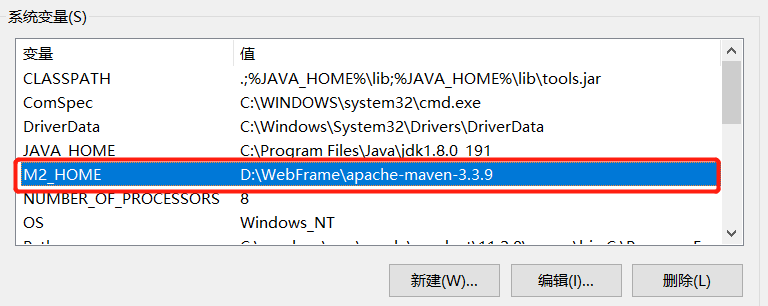 系统变量(S)
变量 值
CLASSPATH .;%JAVA_HOME%\lib;%JAVA_HOME%\lib\tools.jar
ComSpec C:\WINDOWS\system32\cmd.exe
DriverData C:\Windows\System32\Drivers\DriverData
JAVA_HOME C:\Program Files\Java\jdk1.8.0_191
M2_HOME D:\WebFrame\apache-maven-3.3.9
NUMBER_OF_PROCESSORS 8
OS Windows_NT
新建(W)... 编辑(I)... 删除(L)